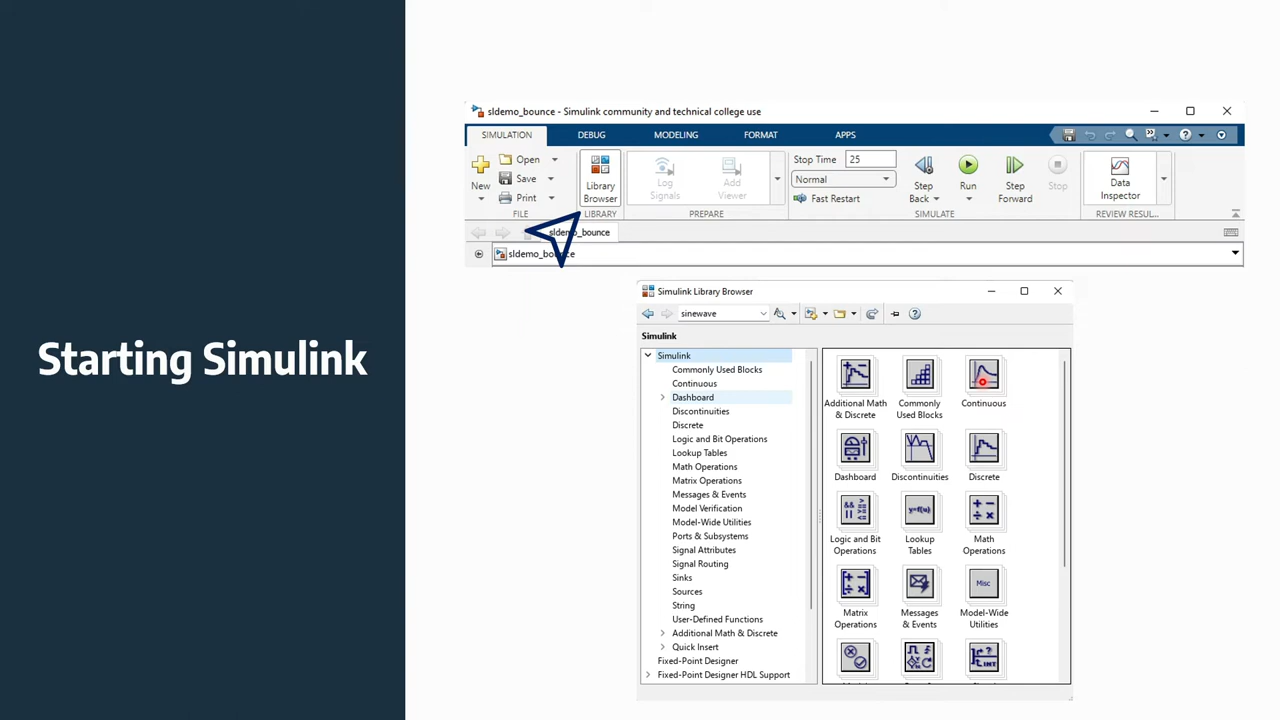 Starting Simulink
sldemo_bounce - Simulink community and technical college use
SIMULATION DEBUG MODELING FORMAT APPS
New
Open
Save
Print
FILE
Library
Browser
LIBRARY
Log
Signals
Add
Viewer
PREPARE
Stop Time 25
Normal
Fast Restart
Step
Back
Run
Step
Forward
Stop
SIMULATE
Data
Inspector
REVIEW RESUL...
sldemo_bounce
sldemo_bounce
Simulink Library Browser
sinewave
Simulink
Simulink
Commonly Used Blocks
Continuous
Dashboard
Discontinuities
Discrete
Logic and Bit Operations
Lookup Tables
Math Operations
Matrix Operations
Messages & Events
Model Verification
Model-Wide Utilities
Ports & Subsystems
Signal Attributes
Signal Routing
Sinks
Sources
String
User-Defined Functions
Additional Math & Discrete
Quick Insert
Fixed-Point Designer
Fixed-Point Designer HDL Support
Additional Math
& Discrete
Commonly
Used Blocks
Continuous
Dashboard
Discontinuities
Discrete
Logic and Bit
Operations
y=f(u)
Lookup
Tables
Math
Operations
Matrix
Operations
Messages
& Events
Misc
Model-Wide
Utilities